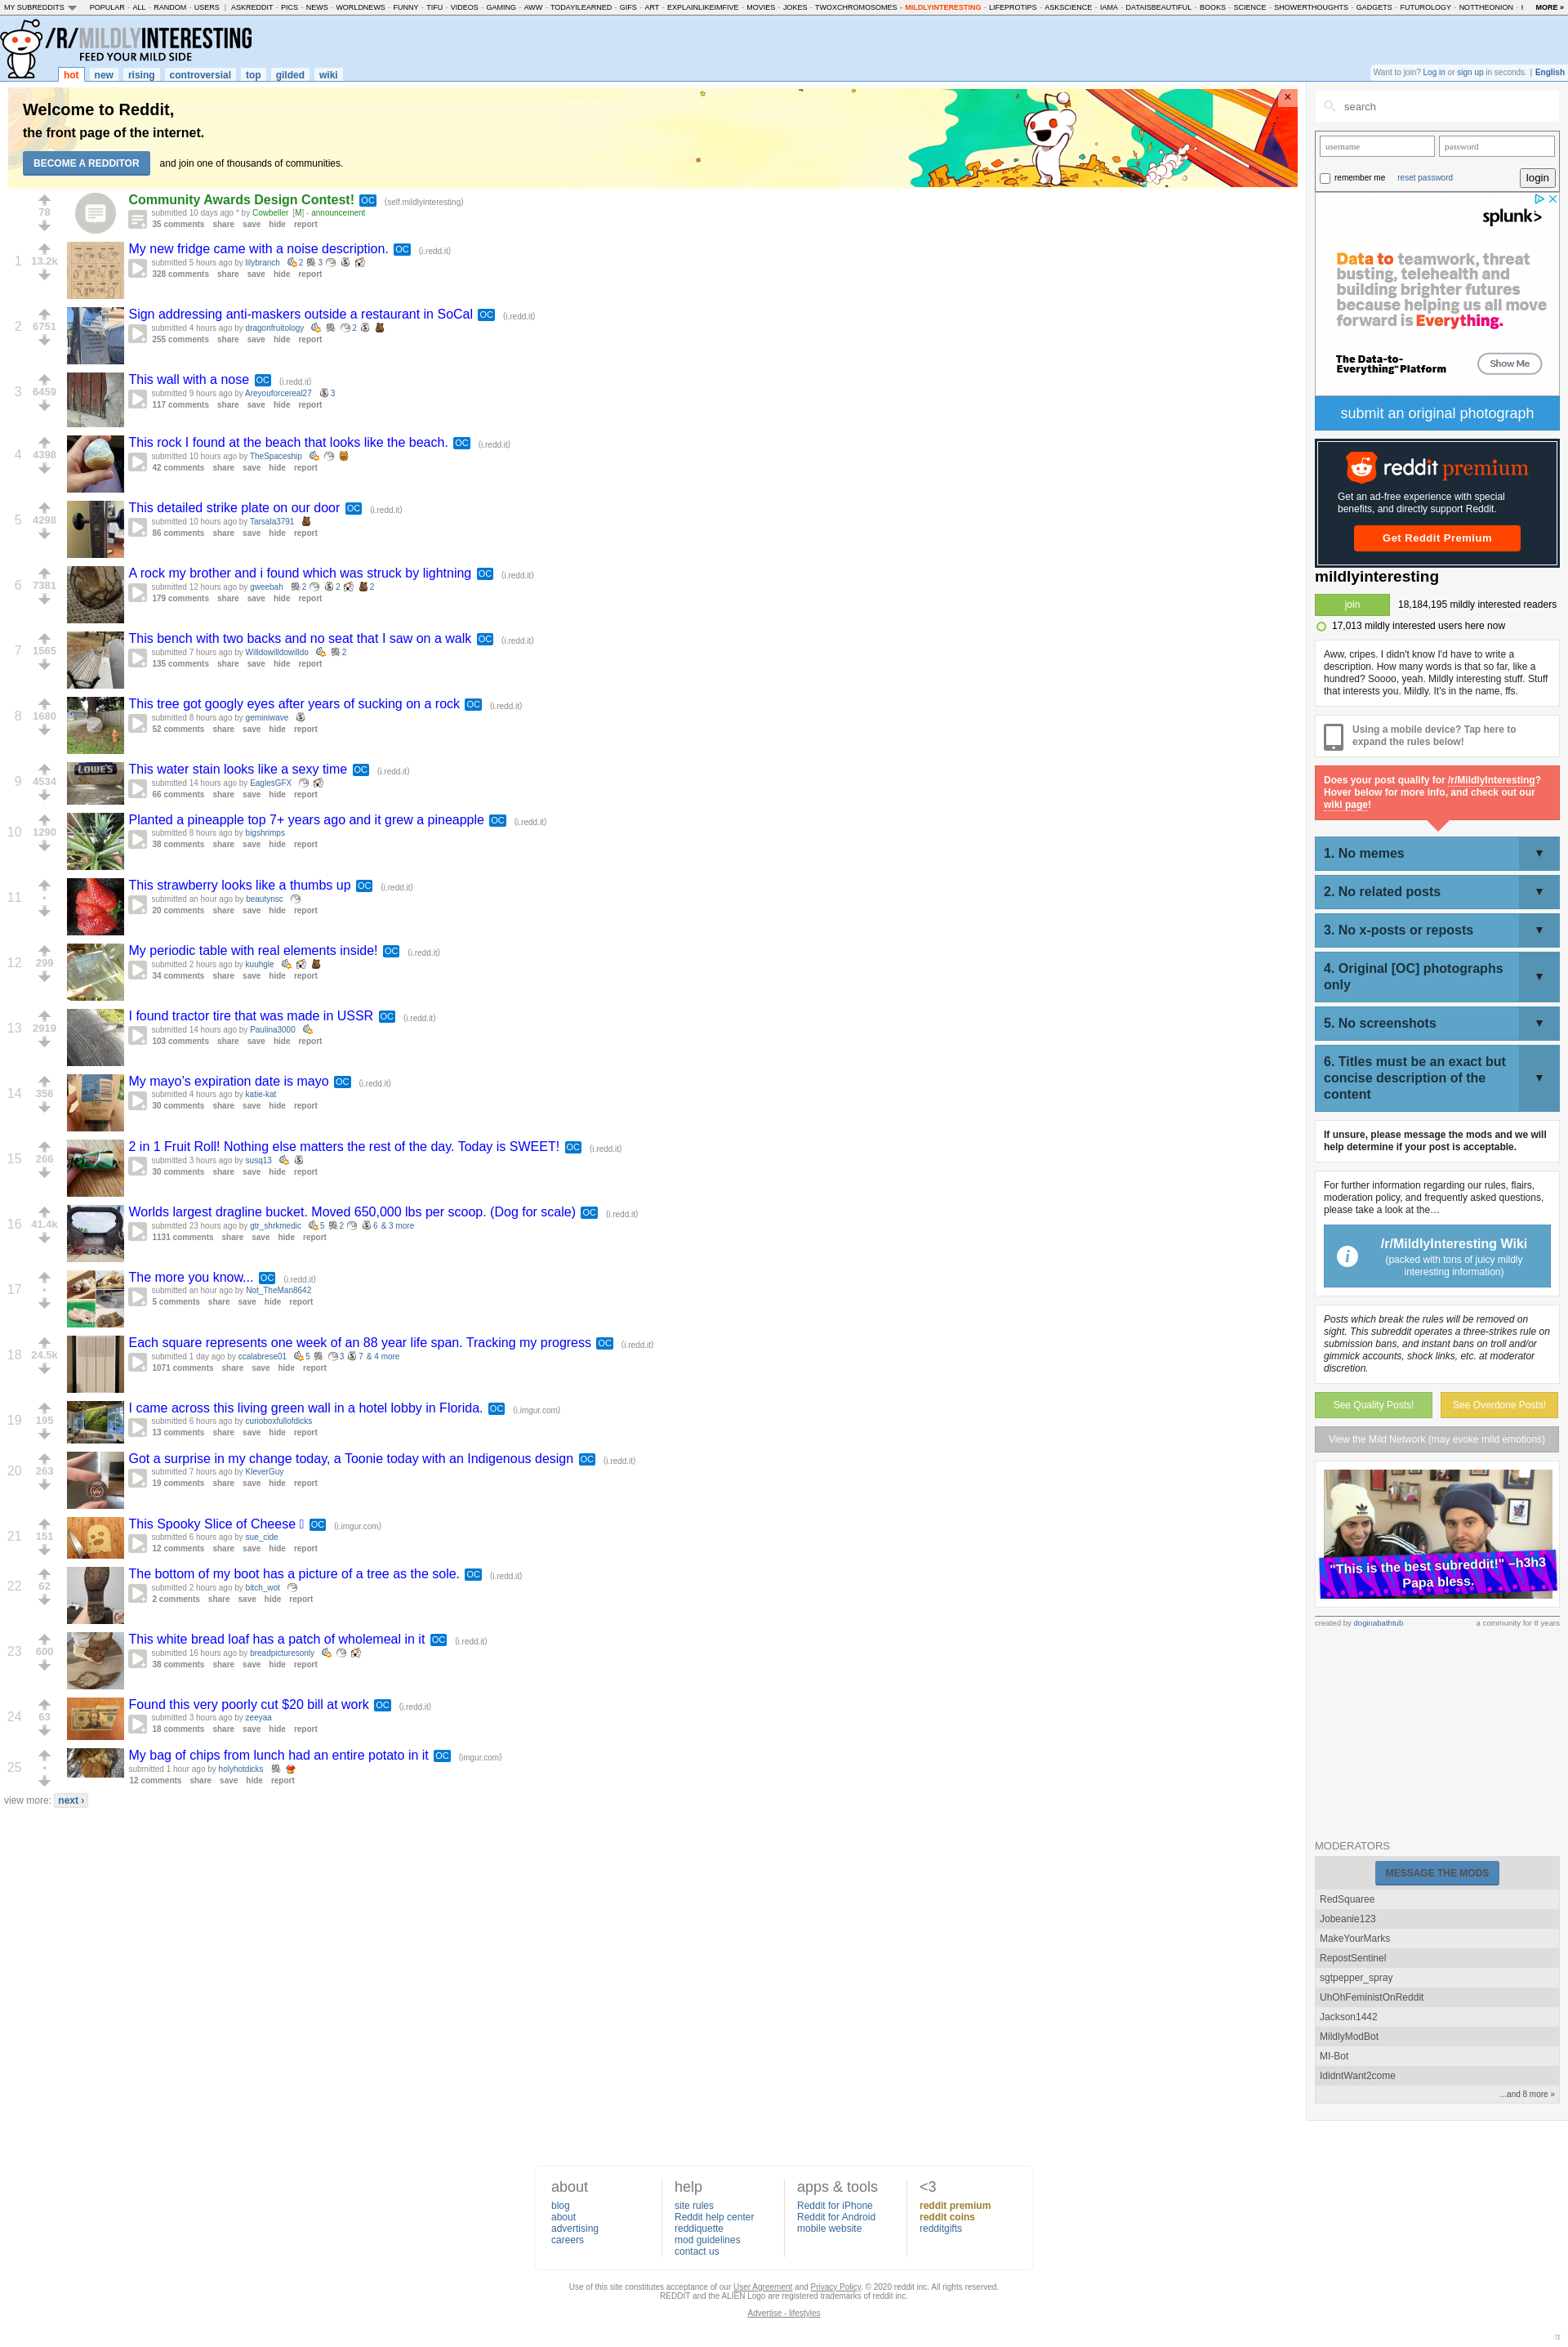 MY SUBREDDITS POPULAR - ALL - RANDOM - USERS | ASKREDDIT - PICS - NEWS - WORLDNEWS - FUNNY - TIFU - VIDEOS - GAMING - AWW - TODAYILEARNED - GIFS - ART - EXPLAINLIKEIMFIVE - MOVIES - JOKES - TWOXCHROMOSOMES - MILDLYINTERESTING - LIFEPROTIPS - ASKSCIENCE - IAMA - DATAISBEAUTIFUL - BOOKS - SCIENCE - SHOWERTHOUGHTS - GADGETS - FUTUROLOGY - NOTTHEONION - MORE »
/R/MILDLYINTERESTING
FEED YOUR MILD SIDE
hot new rising controversial top gilded wiki
Want to join? Log in or sign up in seconds. | English
Welcome to Reddit,
the front page of the internet.
BECOME A REDDITOR and join one of thousands of communities.
×
78
Community Awards Design Contest! OC (self.mildlyinteresting)
submitted 10 days ago * by Cowbeller [M] - announcement
35 comments share save hide report
1 13.2k
My new fridge came with a noise description. OC (i.redd.it)
submitted 5 hours ago by lilybranch 2 3
328 comments share save hide report
2 6751
Sign addressing anti-maskers outside a restaurant in SoCal OC (i.redd.it)
submitted 4 hours ago by dragonfruitology 2
255 comments share save hide report
3 6459
This wall with a nose OC (i.redd.it)
submitted 9 hours ago by Areyouforcereal27 3
117 comments share save hide report
4 4398
This rock I found at the beach that looks like the beach. OC (i.redd.it)
submitted 10 hours ago by TheSpaceship
42 comments share save hide report
5 4298
This detailed strike plate on our door OC (i.redd.it)
submitted 10 hours ago by Tarsala3791
86 comments share save hide report
6 7381
A rock my brother and i found which was struck by lightning OC (i.redd.it)
submitted 12 hours ago by gweebah 2 2 2
179 comments share save hide report
7 1565
This bench with two backs and no seat that I saw on a walk OC (i.redd.it)
submitted 7 hours ago by Willdowilldowilldo 2
135 comments share save hide report
8 1680
This tree got googly eyes after years of sucking on a rock OC (i.redd.it)
submitted 8 hours ago by geminiwave
52 comments share save hide report
9 4534
LOWE'S
This water stain looks like a sexy time OC (i.redd.it)
submitted 14 hours ago by EaglesGFX
66 comments share save hide report
10 1290
Planted a pineapple top 7+ years ago and it grew a pineapple OC (i.redd.it)
submitted 8 hours ago by bigshrimps
38 comments share save hide report
11 •
This strawberry looks like a thumbs up OC (i.redd.it)
submitted an hour ago by beautynsc
20 comments share save hide report
12 299
My periodic table with real elements inside! OC (i.redd.it)
submitted 2 hours ago by kuuhgle
34 comments share save hide report
13 2919
I found tractor tire that was made in USSR OC (i.redd.it)
submitted 14 hours ago by Paulina3000
103 comments share save hide report
14 356
My mayo’s expiration date is mayo OC (i.redd.it)
submitted 4 hours ago by katie-kat
30 comments share save hide report
15 266
2 in 1 Fruit Roll! Nothing else matters the rest of the day. Today is SWEET! OC (i.redd.it)
submitted 3 hours ago by susq13
30 comments share save hide report
16 41.4k
Worlds largest dragline bucket. Moved 650,000 lbs per scoop. (Dog for scale) OC (i.redd.it)
submitted 23 hours ago by gtr_shrkmedic 5 2 6 & 3 more
1131 comments share save hide report
17 •
The more you know... OC (i.redd.it)
submitted an hour ago by Not_TheMan8642
5 comments share save hide report
18 24.5k
Each square represents one week of an 88 year life span. Tracking my progress OC (i.redd.it)
submitted 1 day ago by ccalabrese01 5 3 7 & 4 more
1071 comments share save hide report
19 195
I came across this living green wall in a hotel lobby in Florida. OC (i.imgur.com)
submitted 6 hours ago by curioboxfullofdicks
13 comments share save hide report
20 263
Got a surprise in my change today, a Toonie today with an Indigenous design OC (i.redd.it)
submitted 7 hours ago by KleverGuy
19 comments share save hide report
21 151
This Spooky Slice of Cheese OC (i.imgur.com)
submitted 6 hours ago by sue_cide
12 comments share save hide report
22 62
The bottom of my boot has a picture of a tree as the sole. OC (i.redd.it)
submitted 2 hours ago by bitch_wot
2 comments share save hide report
23 600
This white bread loaf has a patch of wholemeal in it OC (i.redd.it)
submitted 16 hours ago by breadpicturesonly
38 comments share save hide report
24 63
Found this very poorly cut $20 bill at work OC (i.redd.it)
submitted 3 hours ago by zeeyaa
18 comments share save hide report
25 •
My bag of chips from lunch had an entire potato in it OC (imgur.com)
submitted 1 hour ago by holyhotdicks
12 comments share save hide report
view more: next ›
search
username password
remember me reset password login
splunk>
Data to teamwork, threat
busting, telehealth and
building brighter futures
because helping us all move
forward is Everything.
The Data-to-
Everything™ Platform
Show Me
submit an original photograph
reddit premium
Get an ad-free experience with special
benefits, and directly support Reddit.
Get Reddit Premium
mildlyinteresting
join 18,184,195 mildly interested readers
17,013 mildly interested users here now
Aww, cripes. I didn't know I'd have to write a
description. How many words is that so far, like a
hundred? Soooo, yeah. Mildly interesting stuff. Stuff
that interests you. Mildly. It's in the name, ffs.
Using a mobile device? Tap here to
expand the rules below!
Does your post qualify for /r/MildlyInteresting?
Hover below for more info, and check out our
wiki page!
1. No memes ▼
2. No related posts ▼
3. No x-posts or reposts ▼
4. Original [OC] photographs
only ▼
5. No screenshots ▼
6. Titles must be an exact but
concise description of the ▼
content
If unsure, please message the mods and we will
help determine if your post is acceptable.
For further information regarding our rules, flairs,
moderation policy, and frequently asked questions,
please take a look at the…
i
/r/MildlyInteresting Wiki
(packed with tons of juicy mildly
interesting information)
Posts which break the rules will be removed on
sight. This subreddit operates a three-strikes rule on
submission bans, and instant bans on troll and/or
gimmick accounts, shock links, etc. at moderator
discretion.
See Quality Posts! See Overdone Posts!
View the Mild Network (may evoke mild emotions)
adidas
"This is the best subreddit!" –h3h3
Papa bless.
created by doginabathtub a community for 8 years
MODERATORS
MESSAGE THE MODS
RedSquaree
Jobeanie123
MakeYourMarks
RepostSentinel
sgtpepper_spray
UhOhFeministOnReddit
Jackson1442
MildlyModBot
MI-Bot
IdidntWant2come
...and 8 more »
about
blog
about
advertising
careers
help
site rules
Reddit help center
reddiquette
mod guidelines
contact us
apps & tools
Reddit for iPhone
Reddit for Android
mobile website
<3
reddit premium
reddit coins
redditgifts
Use of this site constitutes acceptance of our User Agreement and Privacy Policy. © 2020 reddit inc. All rights reserved.
REDDIT and the ALIEN Logo are registered trademarks of reddit inc.
Advertise - lifestyles
π